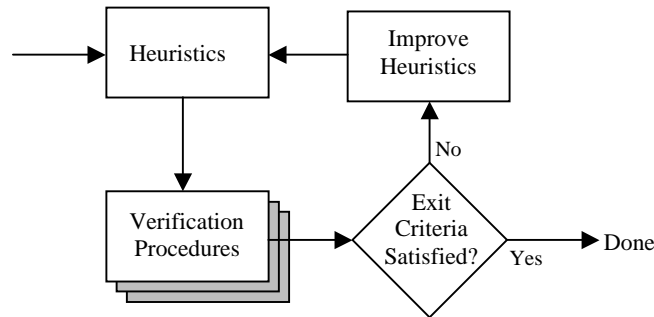 Heuristics
Improve
Heuristics
No
Verification
Procedures
Exit
Criteria
Satisfied?
Yes
Done